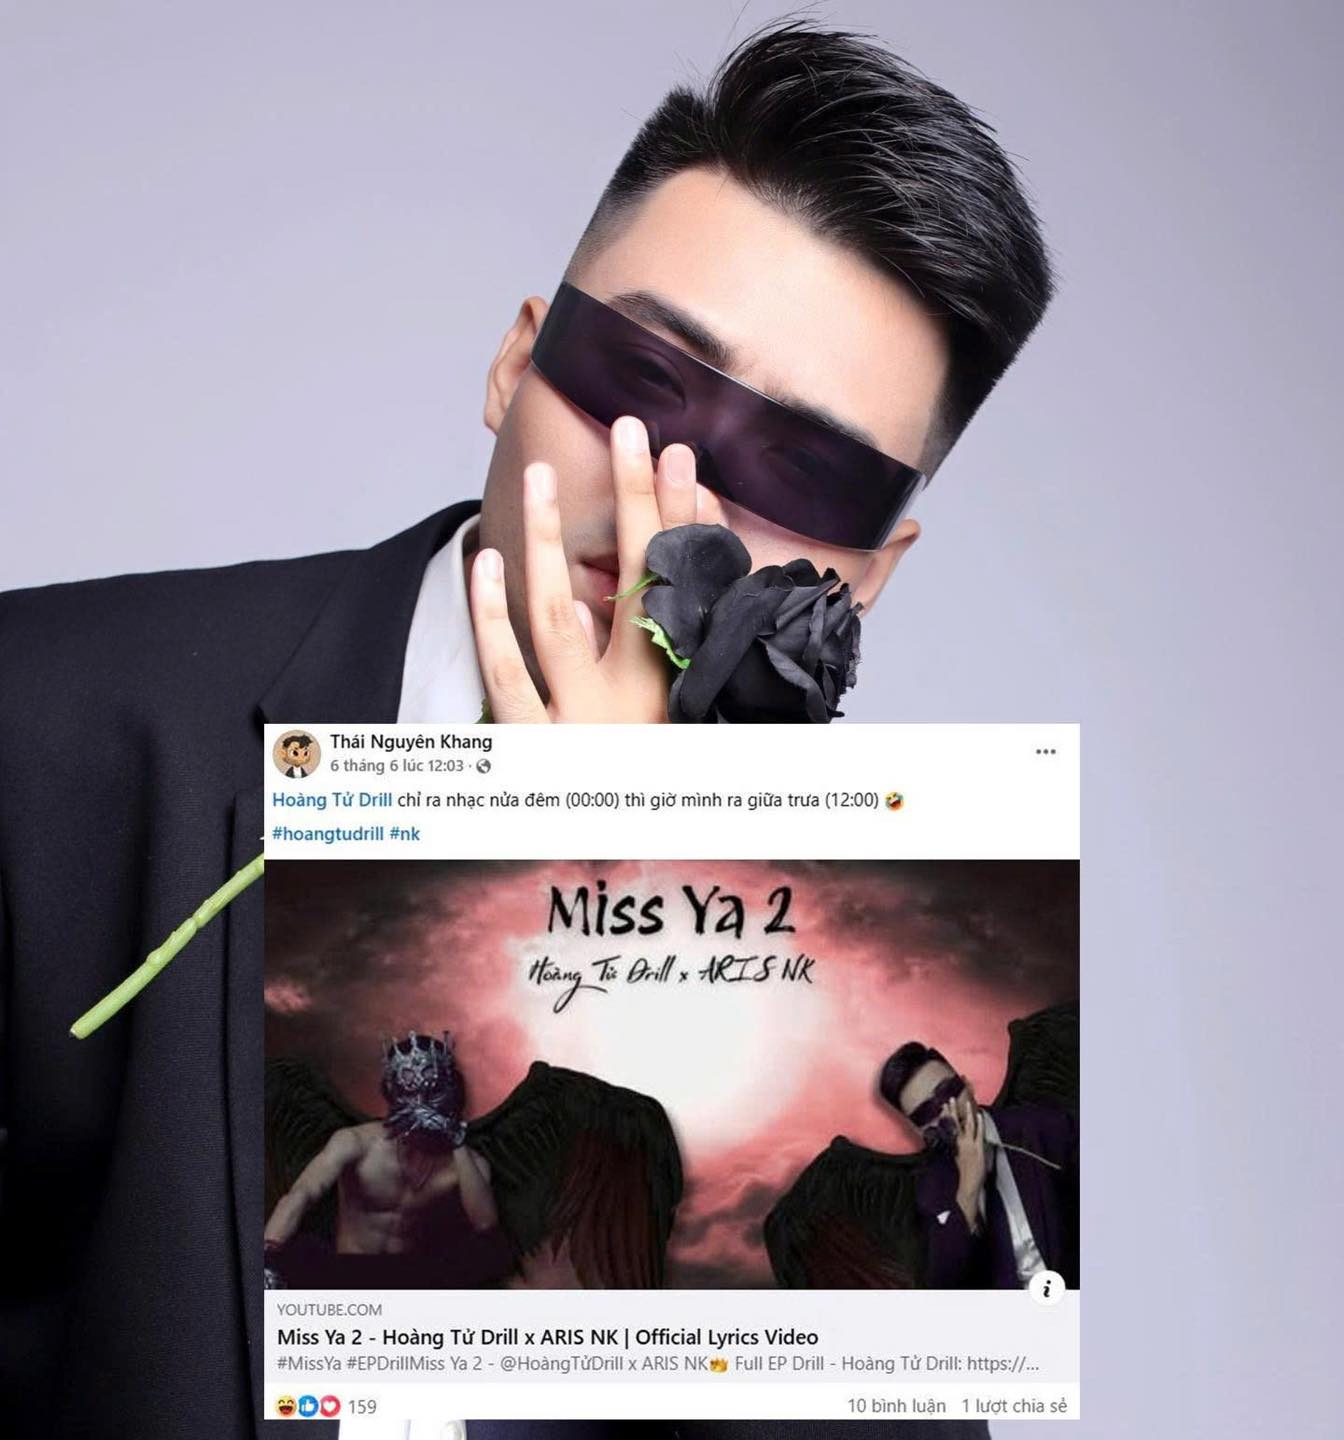 Thái Nguyên Khang
6 tháng 6 lúc 12:03 ·
Hoàng Tử Drill chỉ ra nhạc nửa đêm (00:00) thì giờ mình ra giữa trưa (12:00) 🤣
#hoangtudrill #nk
Miss Ya 2
Hoàng Tử Drill x ARIS NK
YOUTUBE.COM
Miss Ya 2 - Hoàng Tử Drill x ARIS NK | Official Lyrics Video
#MissYa #EPDrillMiss Ya 2 - @HoàngTửDrill x ARIS NK Full EP Drill - Hoàng Tử Drill: https://...
159
10 bình luận 1 lượt chia sẻ